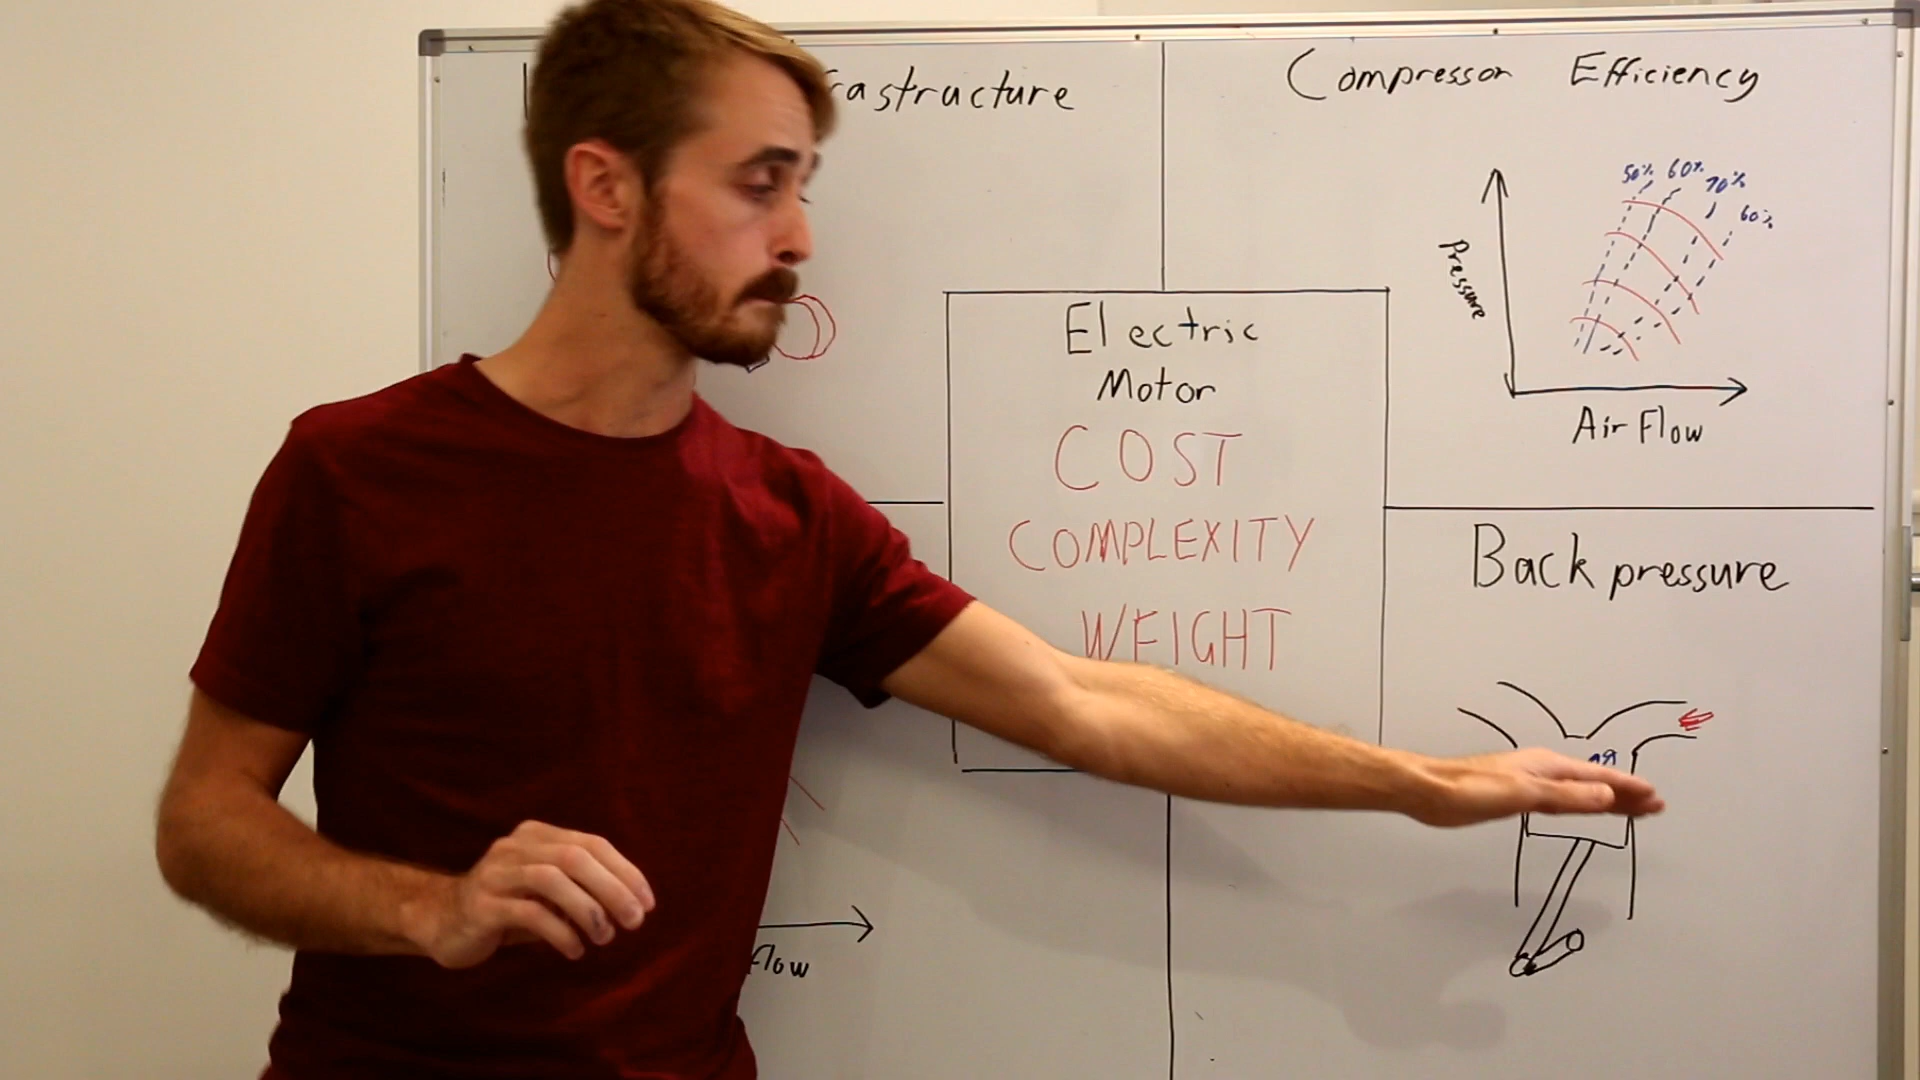 rastructure
Compressor Efficiency
50% 60% 70%
60%
Pressure
Air Flow
Electric
Motor
COST
COMPLEXITY
WEIGHT
Back pressure
flow